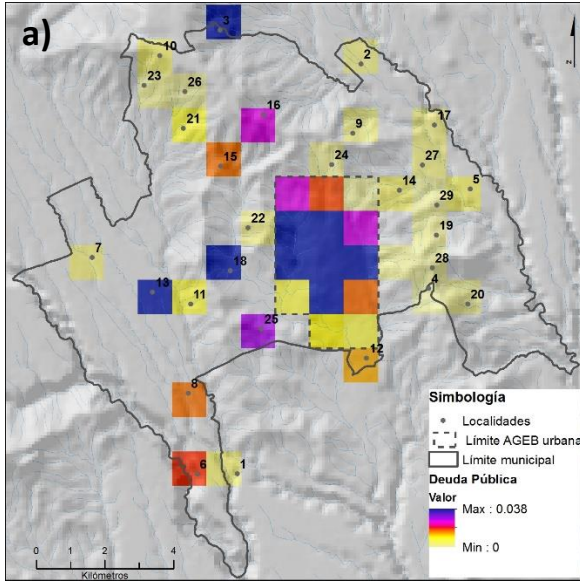 a)
3
2
z
10
23
26
16
21
9
17
15
24
27
14
5
29
22
19
7
18
28
13
11
4
20
25
12
8
6
1
Simbología
Localidades
Límite AGEB urbana
Límite municipal
Deuda Pública
Valor
Max : 0.038
Min : 0
0 2 4
Kilómetros